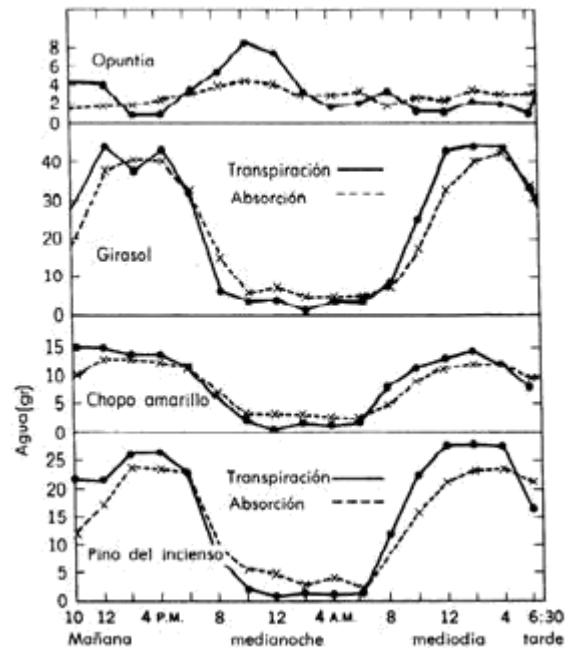 Opuntia
8
6
4
2
0
Transpiración
Absorción
Girasol
40
30
20
10
0
Chopo amarillo
15
10
5
0
Agua(gr)
Transpiración
Absorción
Pino del incienso
25
20
15
10
5
0
10 12 4 P.M. 8 12 4 A.M. 8 12 4 6:30
Mañana medianoche mediodia tarde